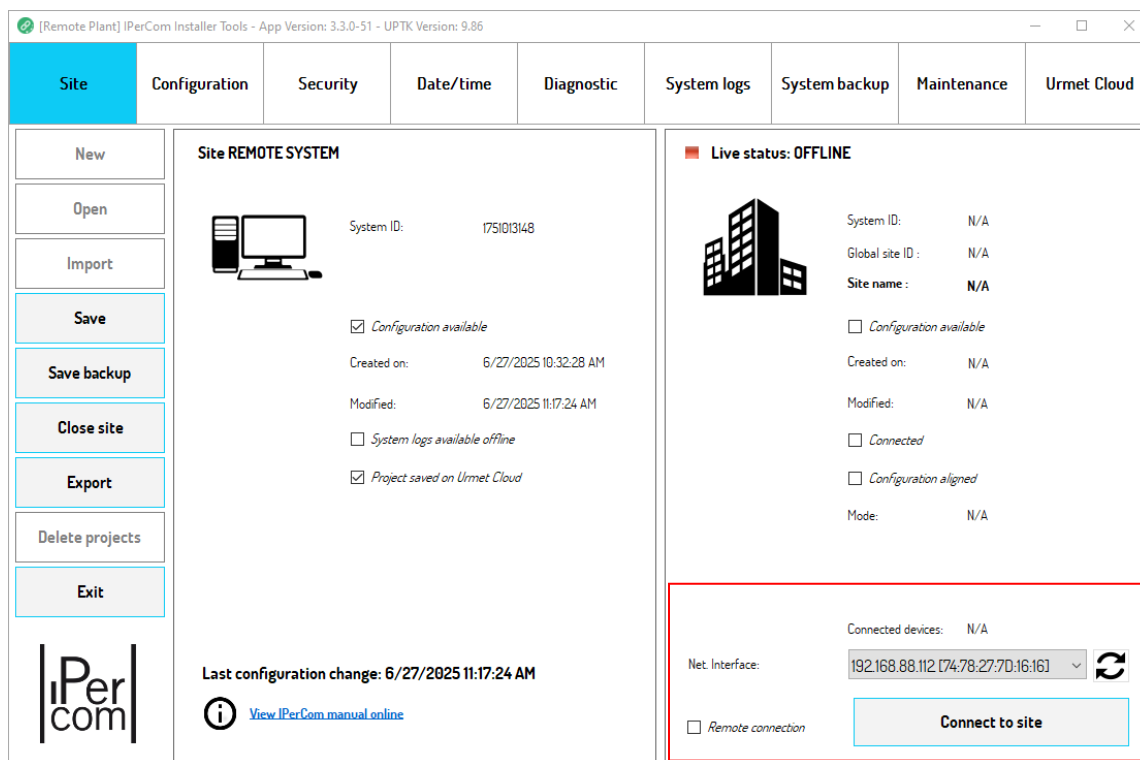 [Remote Plant] IPerCom Installer Tools - App Version: 3.3.0-51 - UPTK Version: 9.86
Site
Configuration
Security
Date/time
Diagnostic
System logs
System backup
Maintenance
Urmet Cloud
New
Open
Import
Save
Save backup
Close site
Export
Delete projects
Exit
IPer
com
Site REMOTE SYSTEM
System ID: 1751013148
Configuration available
Created on: 6/27/2025 10:32:28 AM
Modified: 6/27/2025 11:17:24 AM
System logs available offline
Project saved on Urmet Cloud
Last configuration change: 6/27/2025 11:17:24 AM
View IPerCom manual online
Live status: OFFLINE
System ID: N/A
Global site ID : N/A
Site name : N/A
Configuration available
Created on: N/A
Modified: N/A
Connected
Configuration aligned
Mode: N/A
Connected devices: N/A
Net. Interface: 192.168.88.112 [74:78:27:7D:16:16]
Remote connection
Connect to site